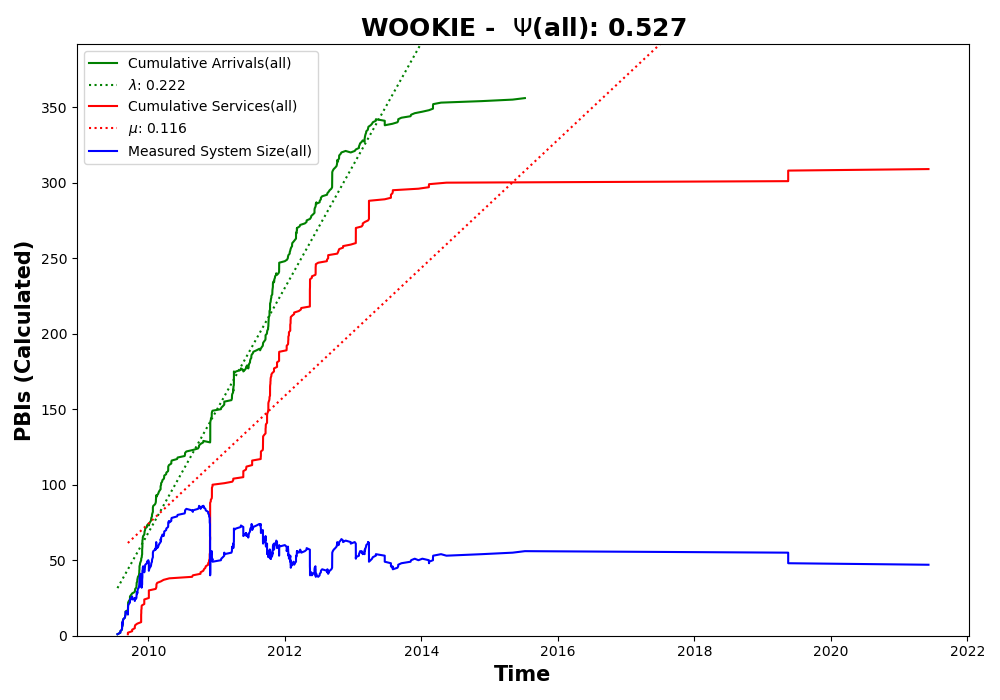 WOOKIE - Ψ(all): 0.527
Cumulative Arrivals(all)
λ: 0.222
Cumulative Services(all)
μ: 0.116
Measured System Size(all)
PBIs (Calculated)
350
300
250
200
150
100
50
0
2010 2012 2014 2016 2018 2020 2022
Time